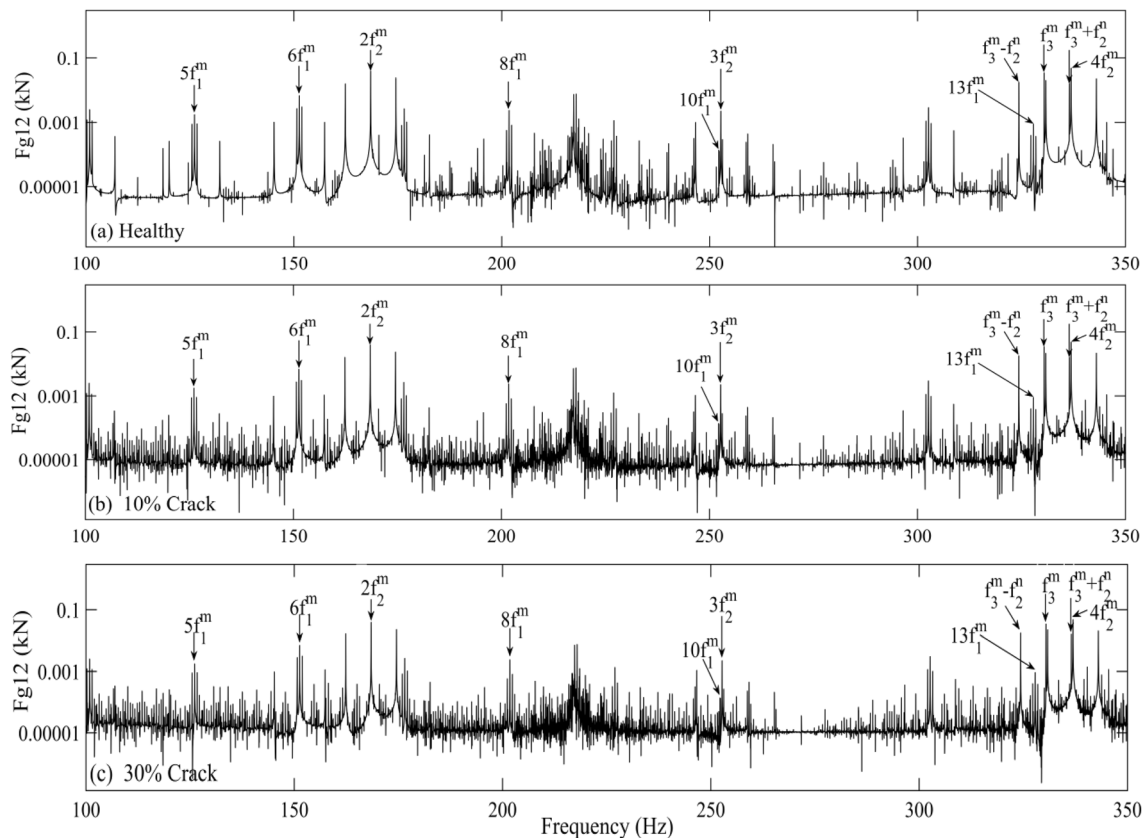 f₃ᵐ-f₂ⁿ f₃ᵐ f₃ᵐ+f₂ⁿ
2f₂ᵐ
6f₁ᵐ 8f₁ᵐ 3f₂ᵐ 4f₂ᵐ
5f₁ᵐ 10f₁ᵐ 13f₁ᵐ
Fg12 (kN)
0.1
0.001
0.00001
(a) Healthy
100 150 200 250 300 350
f₃ᵐ-f₂ⁿ f₃ᵐ f₃ᵐ+f₂ⁿ
2f₂ᵐ
6f₁ᵐ 8f₁ᵐ 3f₂ᵐ 4f₂ᵐ
5f₁ᵐ 10f₁ᵐ 13f₁ᵐ
Fg12 (kN)
0.1
0.001
0.00001
(b) 10% Crack
100 150 200 250 300 350
f₃ᵐ-f₂ⁿ f₃ᵐ f₃ᵐ+f₂ⁿ
2f₂ᵐ
6f₁ᵐ 8f₁ᵐ 3f₂ᵐ 4f₂ᵐ
5f₁ᵐ 10f₁ᵐ 13f₁ᵐ
Fg12 (kN)
0.1
0.001
0.00001
(c) 30% Crack
100 150 200 250 300 350
Frequency (Hz)